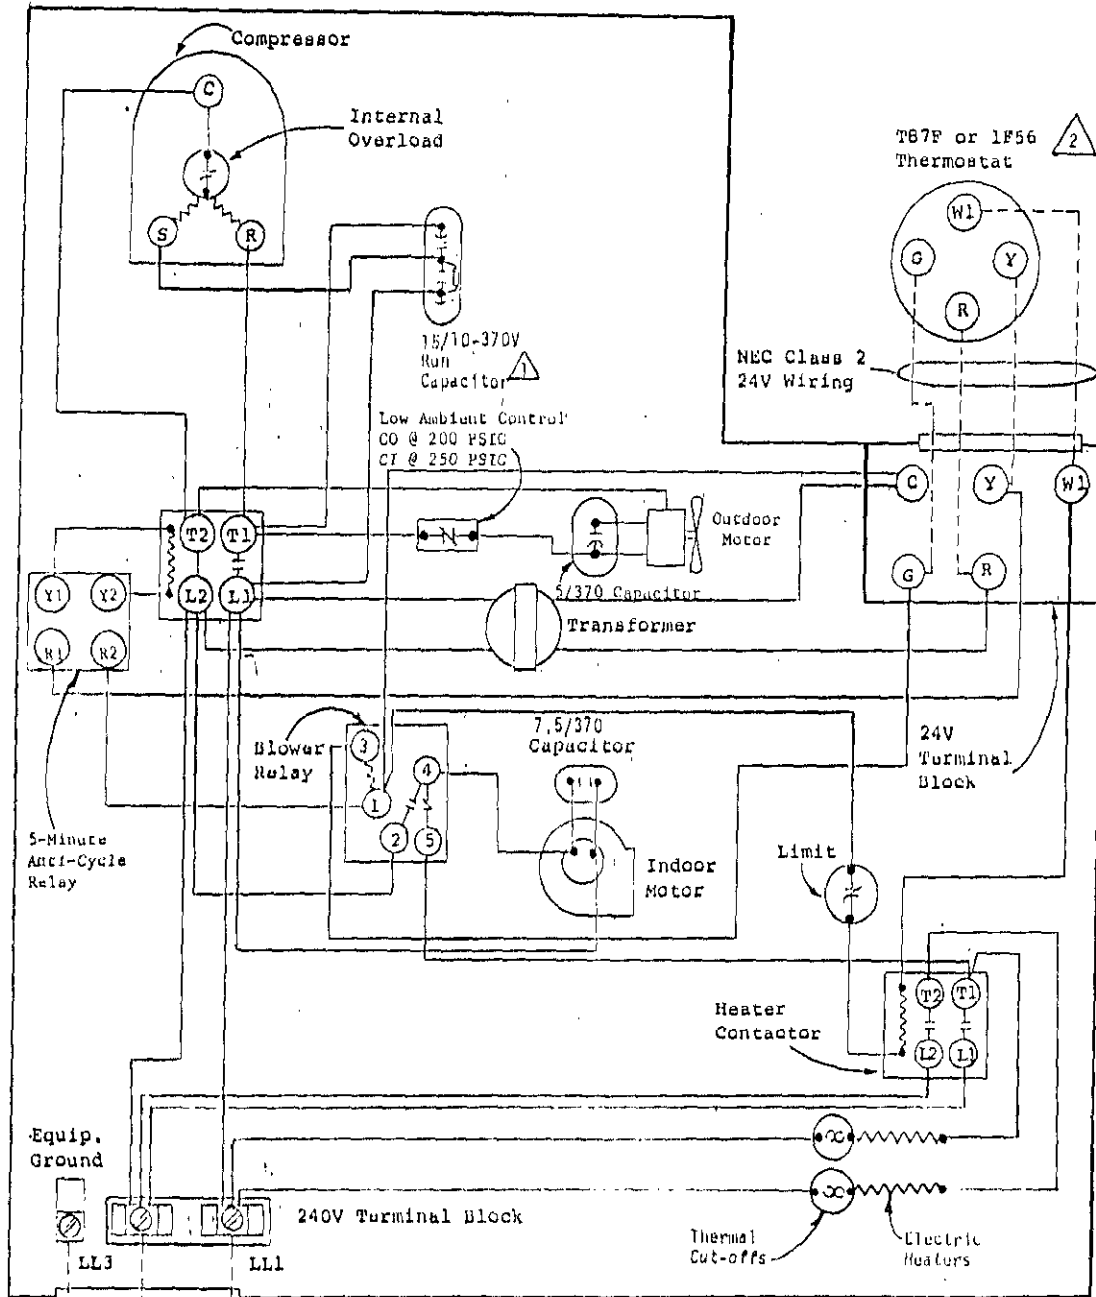 Compressor
C
Internal
Overload
S
R
T87F or 1F56
Thermostat
2
W1
G
Y
R
15/10-370V
Run
Capacitor
1
NEC Class 2
24V Wiring
Low Ambient Control
CO @ 200 PSIG
CI @ 250 PSIG
C
Y
W1
T2
T1
Outdoor
Motor
G
R
Y1
Y2
L2
L1
5/370 Capacitor
Transformer
R1
R2
Blower
Relay
3
4
1
2
5
7.5/370
Capacitor
24V
Terminal
Block
5-Minute
Anti-Cycle
Relay
Indoor
Motor
Limit
T2
T1
Heater
Contactor
L2
L1
Equip.
Ground
240V Terminal Block
LL3
LL1
Thermal
Cut-offs
Electric
Heaters